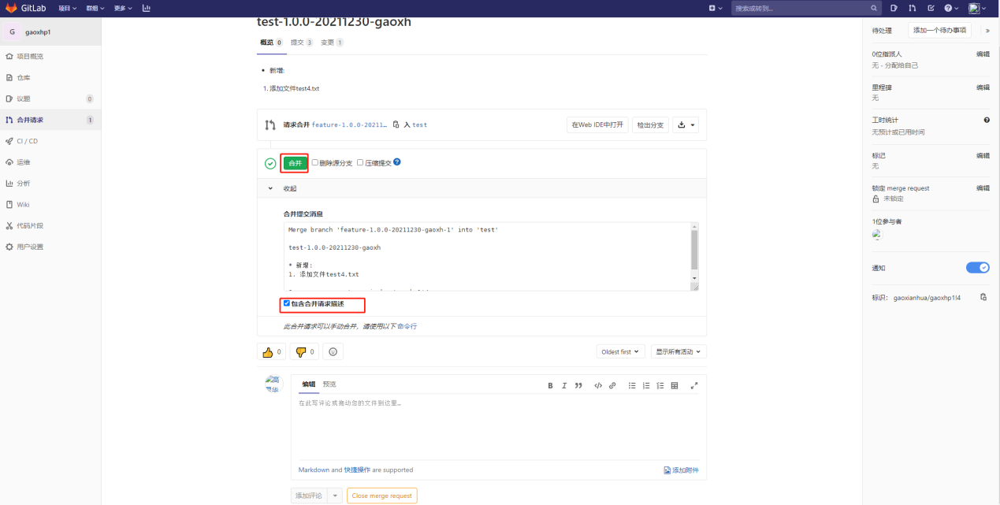 GitLab 项目 群组 更多 搜索或转到...
G gaoxhp1
项目概览
仓库
议题 0
合并请求 1
CI / CD
运维
分析
Wiki
代码片段
用户设置
test-1.0.0-20211230-gaoxh
概览 0 提交 3 变更 1
• 新增:
1. 添加文件test4.txt
请求合并 feature-1.0.0-20211… 入 test 在Web IDE中打开 检出分支
合并 删除源分支 压缩提交
收起
合并提交消息
Merge branch 'feature-1.0.0-20211230-gaoxh-1' into 'test'
test-1.0.0-20211230-gaoxh
* 新增:
1. 添加文件test4.txt
包含合并请求描述
此合并请求可以手动合并，请使用以下 命令行
0 0 Oldest first 显示所有活动
编辑 预览
在此写评论或拖动您的文件到这里…
Markdown and 快捷操作 are supported 添加附件
添加评论 Close merge request
待处理 添加一个待办事项 »
0位指派人 编辑
无 - 分配给自己
里程碑 编辑
无
工时统计
无预计或已用时间
标记 编辑
无
锁定 merge request 编辑
未锁定
1位参与者
通知
标识： gaoxianhua/gaoxhp1!4